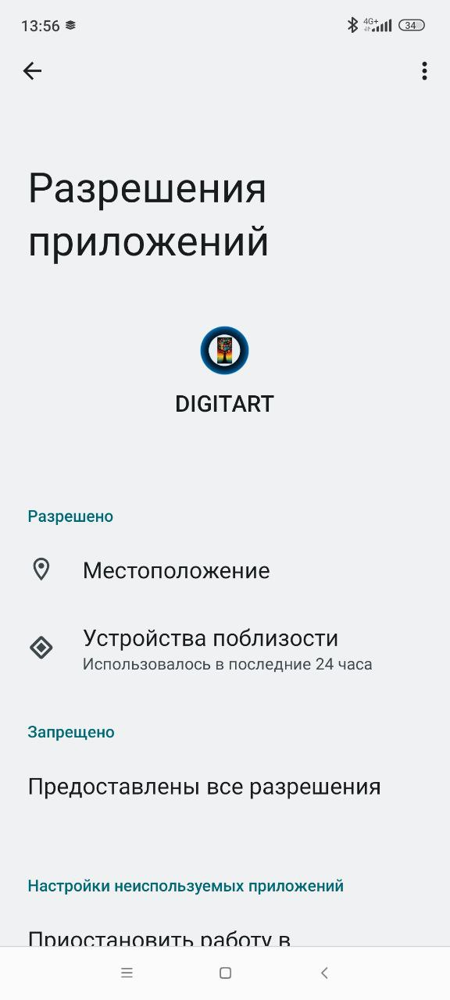 13:56
4G+
34
Разрешения
приложений
DIGITART
Разрешено
Местоположение
Устройства поблизости
Использовалось в последние 24 часа
Запрещено
Предоставлены все разрешения
Настройки неиспользуемых приложений
Приостановить работу в